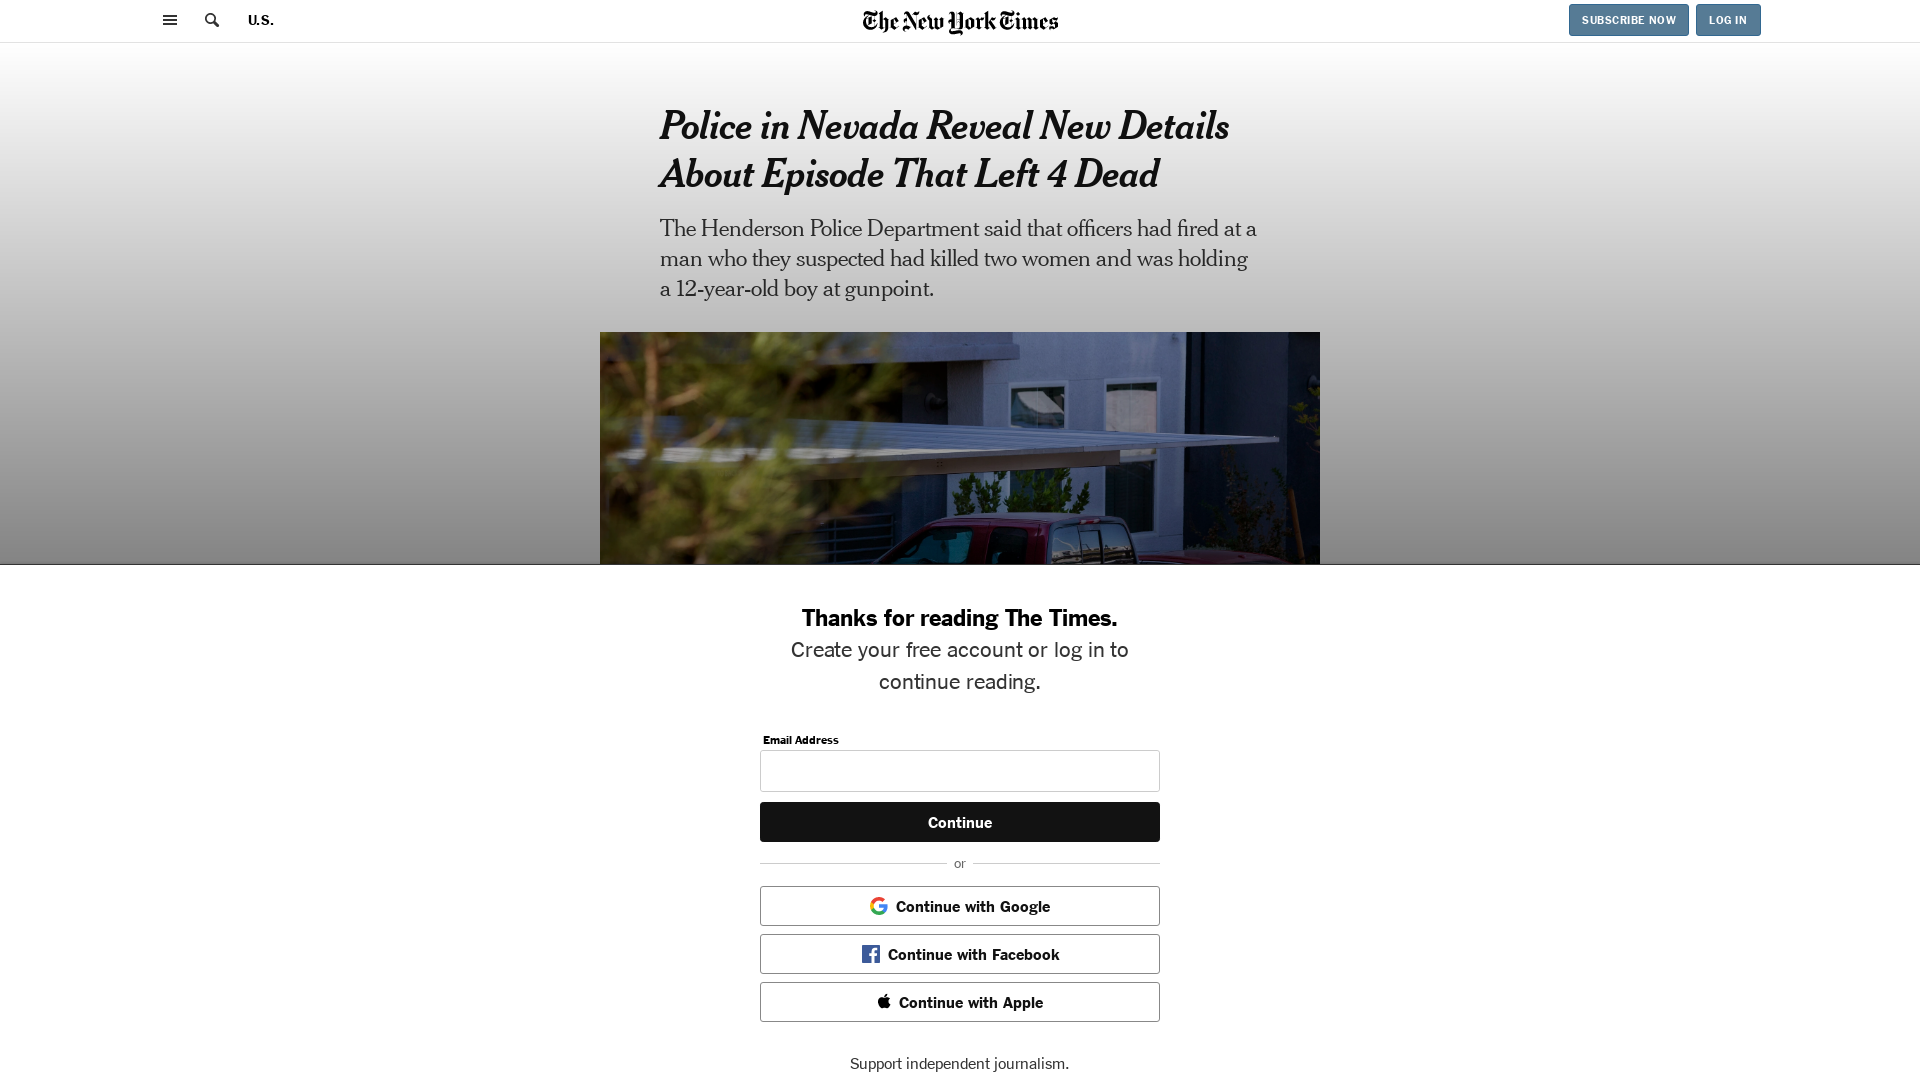 U.S.
The New York Times
SUBSCRIBE NOW
LOG IN
Police in Nevada Reveal New Details
About Episode That Left 4 Dead
The Henderson Police Department said that officers had fired at a
man who they suspected had killed two women and was holding
a 12-year-old boy at gunpoint.
Thanks for reading The Times.
Create your free account or log in to
continue reading.
Email Address
Continue
or
Continue with Google
Continue with Facebook
Continue with Apple
Support independent journalism.